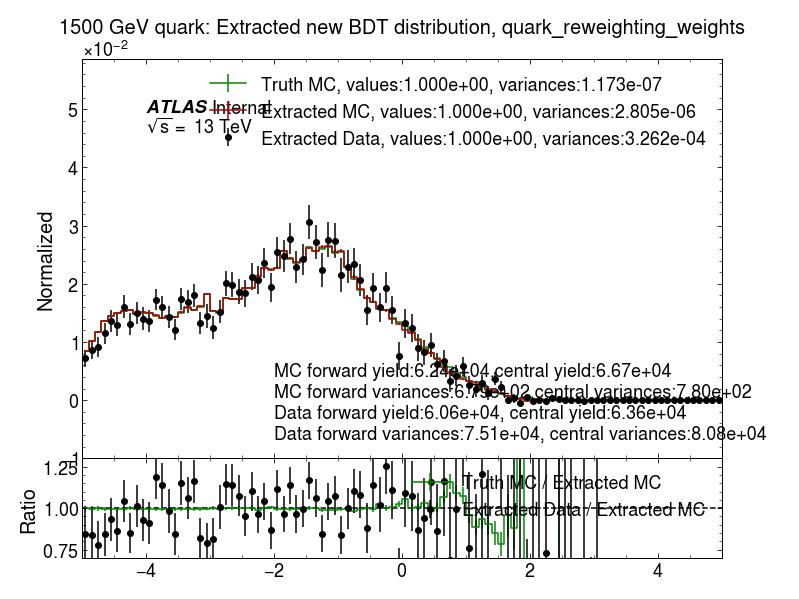 1500 GeV quark: Extracted new BDT distribution, quark_reweighting_weights
×10−2
Truth MC, values:1.000e+00, variances:1.173e-07
ATLAS Internal
Extracted MC, values:1.000e+00, variances:2.805e-06
√s = 13 TeV
Extracted Data, values:1.000e+00, variances:3.262e-04
5
4
3
2
1
0
Normalized
MC forward yield:6.24e+04,central yield:6.67e+04
MC forward variances:6.79e+02 central variances:7.80e+02
Data forward yield:6.06e+04, central yield:6.36e+04
Data forward variances:7.51e+04, central variances:8.08e+04
1.25
1.00
0.75
Ratio
Truth MC / Extracted MC
Extracted Data / Extracted MC
−4 −2 0 2 4